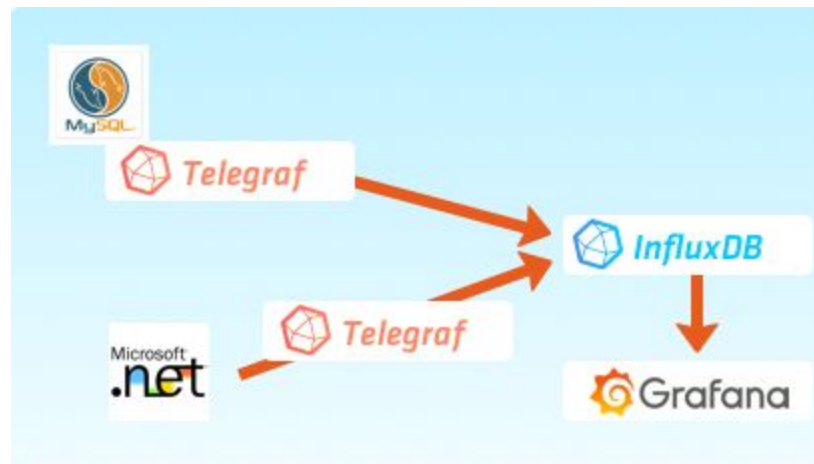 MySQL
Telegraf
InfluxDB
Telegraf
Microsoft
.net
Grafana